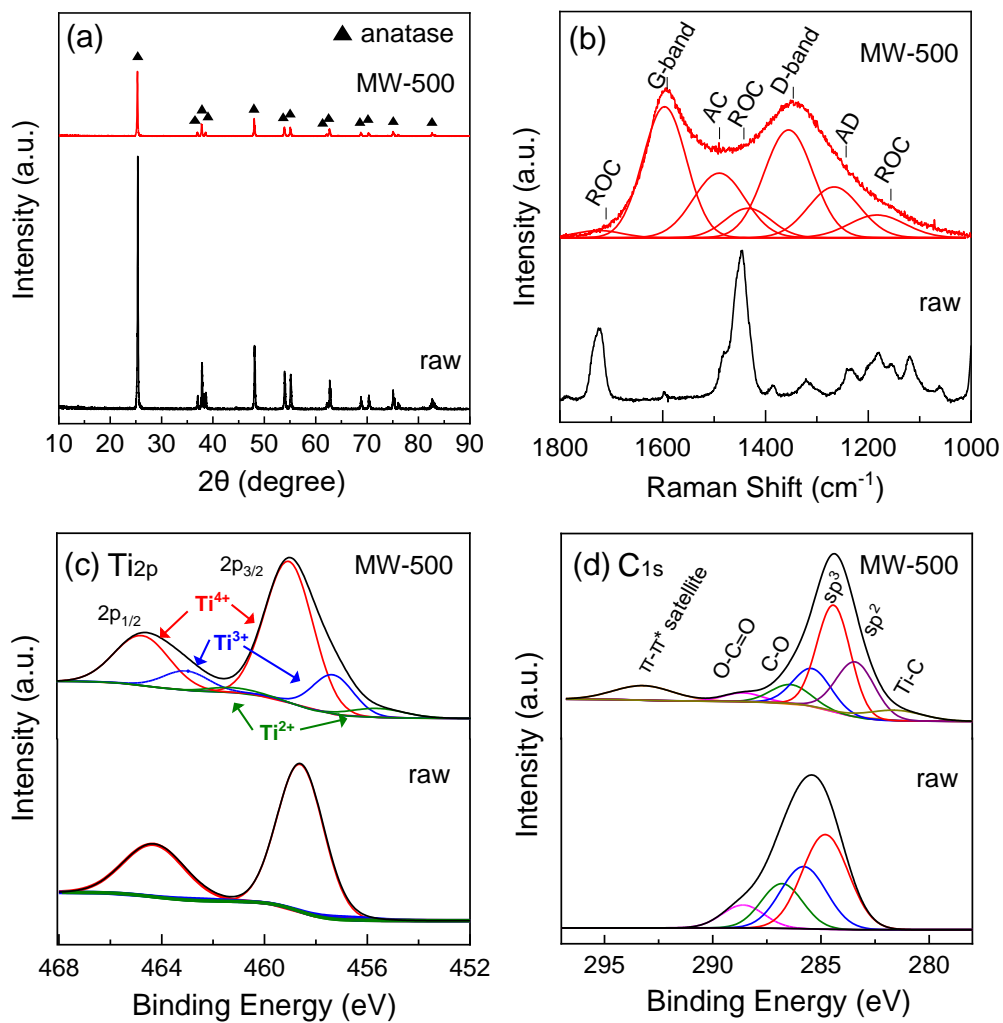 (a)
▲ anatase
MW-500
raw
Intensity (a.u.)
10 20 30 40 50 60 70 80 90
2θ (degree)
(b)
MW-500
ROC
G-band
AC
ROC
D-band
AD
ROC
raw
Intensity (a.u.)
1800 1600 1400 1200 1000
Raman Shift (cm⁻¹)
(c) Ti2p
MW-500
2p1/2
2p3/2
Ti⁴⁺
Ti³⁺
Ti²⁺
raw
Intensity (a.u.)
468 464 460 456 452
Binding Energy (eV)
(d) C1s
MW-500
π-π* satellite
O-C=O
C-O
sp³
sp²
Ti-C
raw
Intensity (a.u.)
295 290 285 280
Binding Energy (eV)